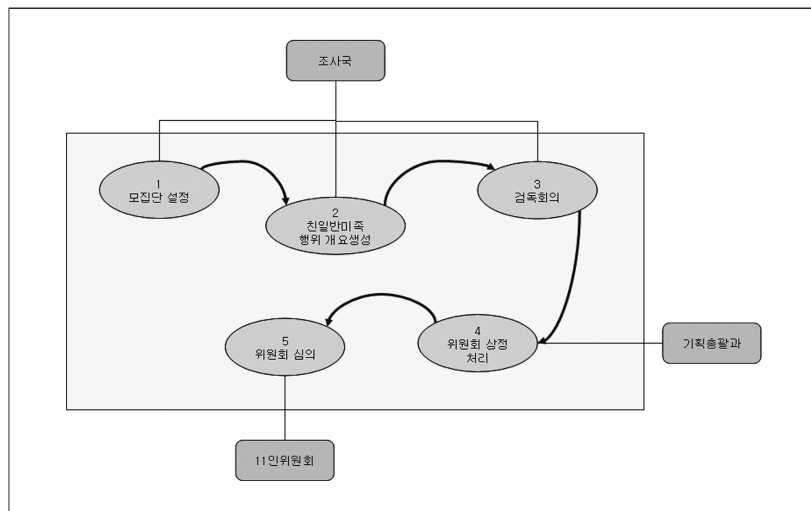 조사국
1
모집단 설정
2
친일반미족
행위 개요생성
3
검독회의
4
위원회 상정
처리
5
위원회 심의
기획총괄과
11인위원회